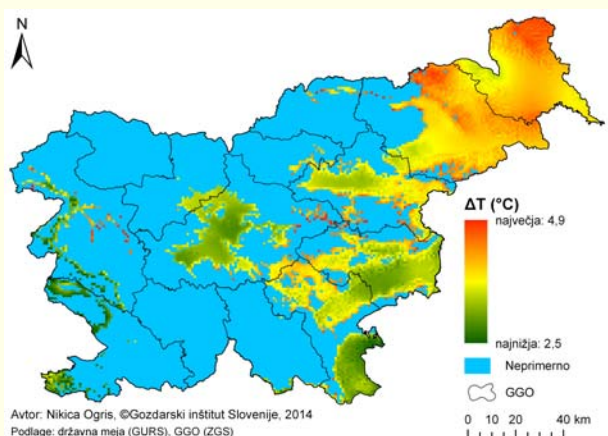 N
ΔT (°C)
največja: 4,9
najnižja: 2,5
Neprimerno
GGO
Avtor: Nikica Ogris, ©Gozdarski inštitut Slovenije, 2014
Podlage: državna meja (GURS), GGO (ZGS)
0 10 20 40 km